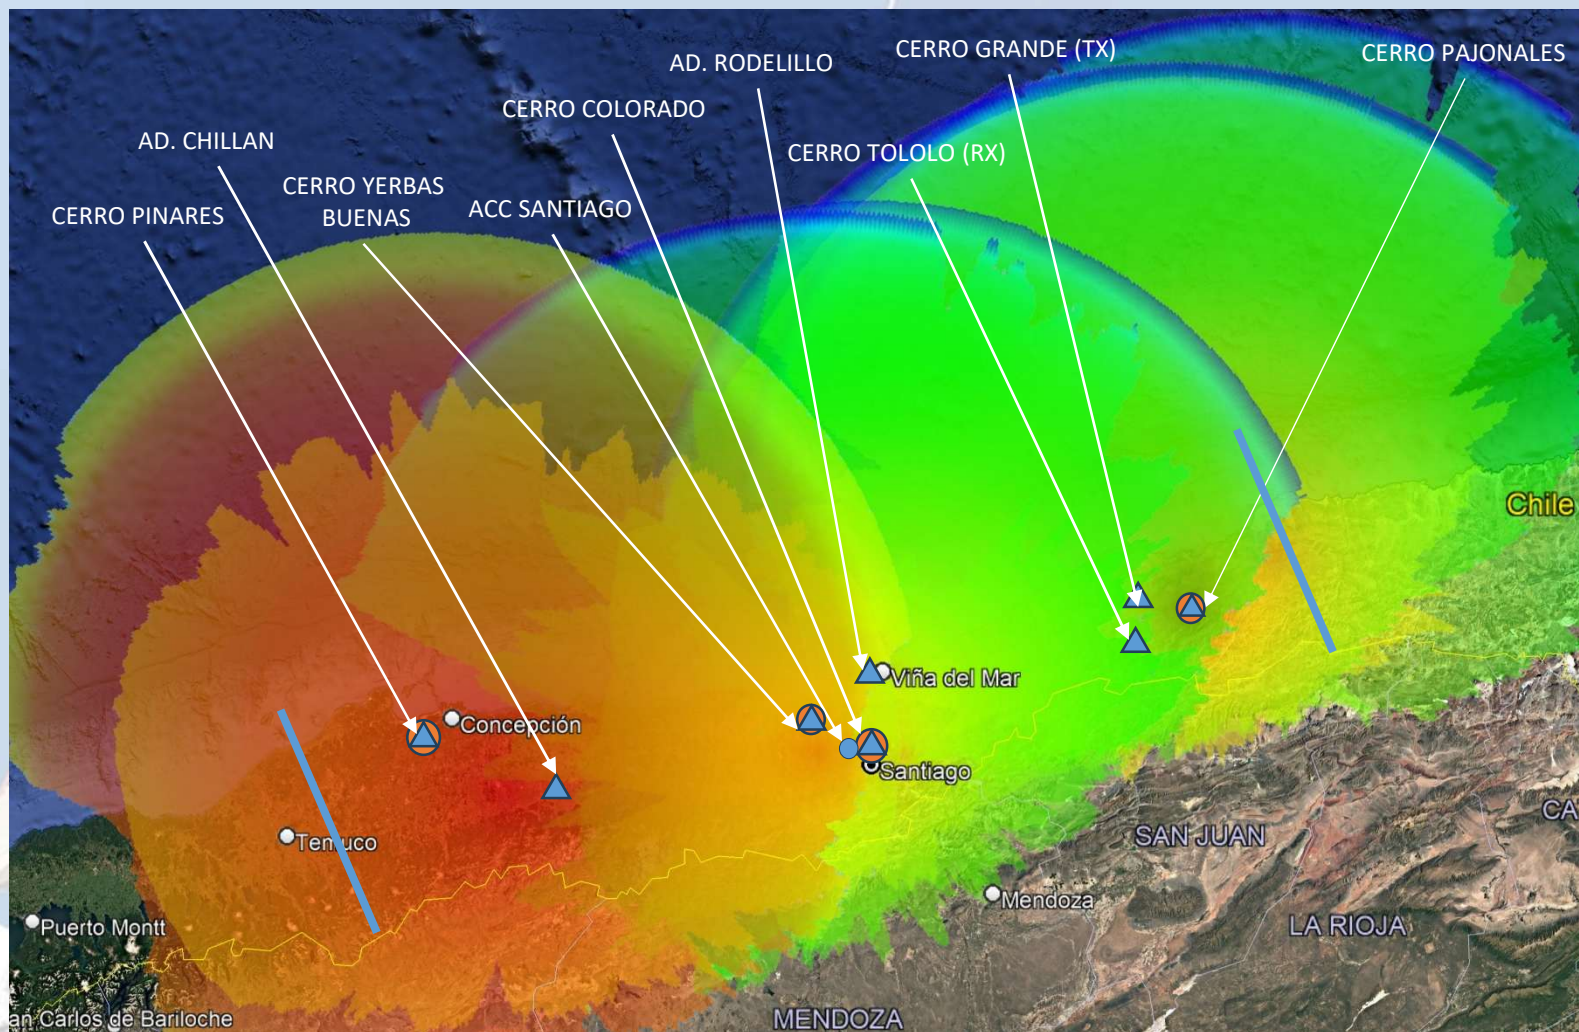 CERRO GRANDE (TX)
CERRO PAJONALES
AD. RODELILLO
CERRO COLORADO
AD. CHILLAN
CERRO TOLOLO (RX)
CERRO YERBAS
BUENAS
CERRO PINARES
ACC SANTIAGO
Chile
Viña del Mar
Concepción
Santiago
Temuco
SAN JUAN
CA
Mendoza
Puerto Montt
LA RIOJA
an Carlos de Bariloche
MENDOZA